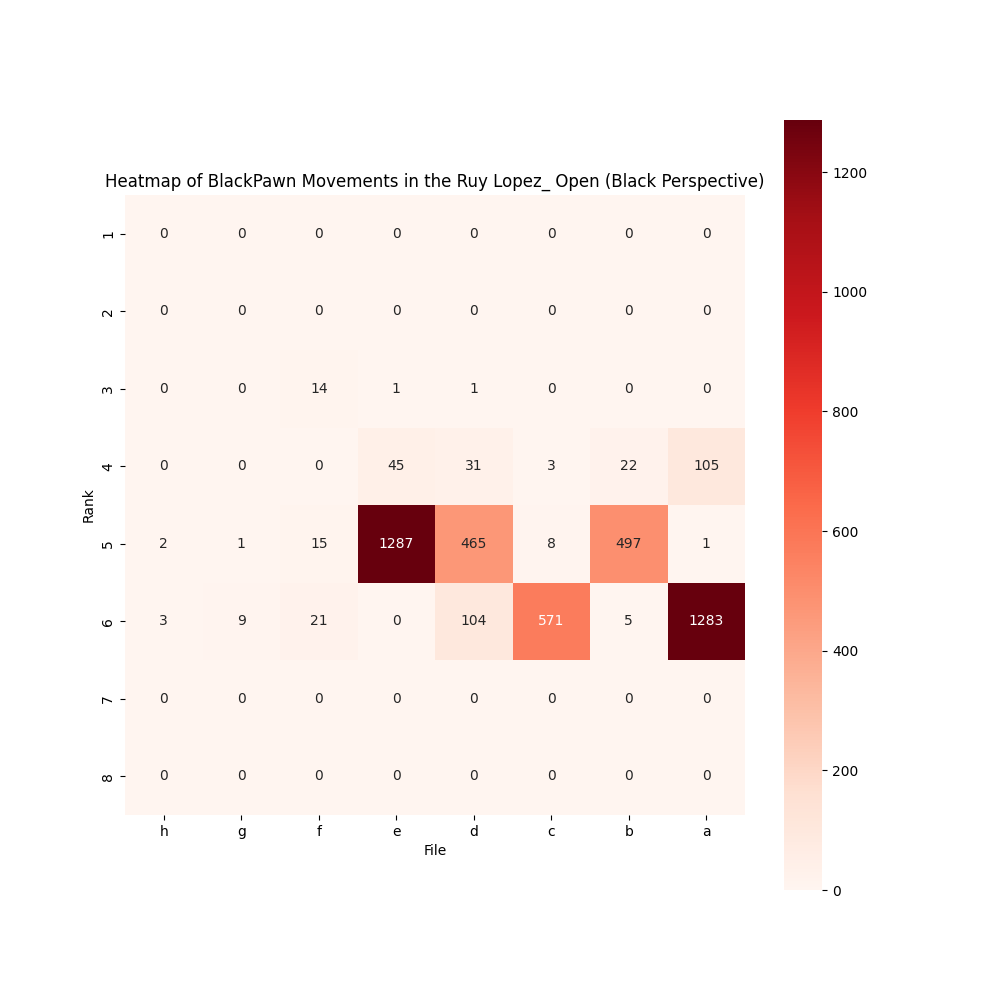 Heatmap of BlackPawn Movements in the Ruy Lopez_ Open (Black Perspective)
1 0 0 0 0 0 0 0 0
2 0 0 0 0 0 0 0 0
3 0 0 14 1 1 0 0 0
4 0 0 0 45 31 3 22 105
Rank
5 2 1 15 1287 465 8 497 1
6 3 9 21 0 104 571 5 1283
7 0 0 0 0 0 0 0 0
8 0 0 0 0 0 0 0 0
h g f e d c b a
File
1200
1000
800
600
400
200
0